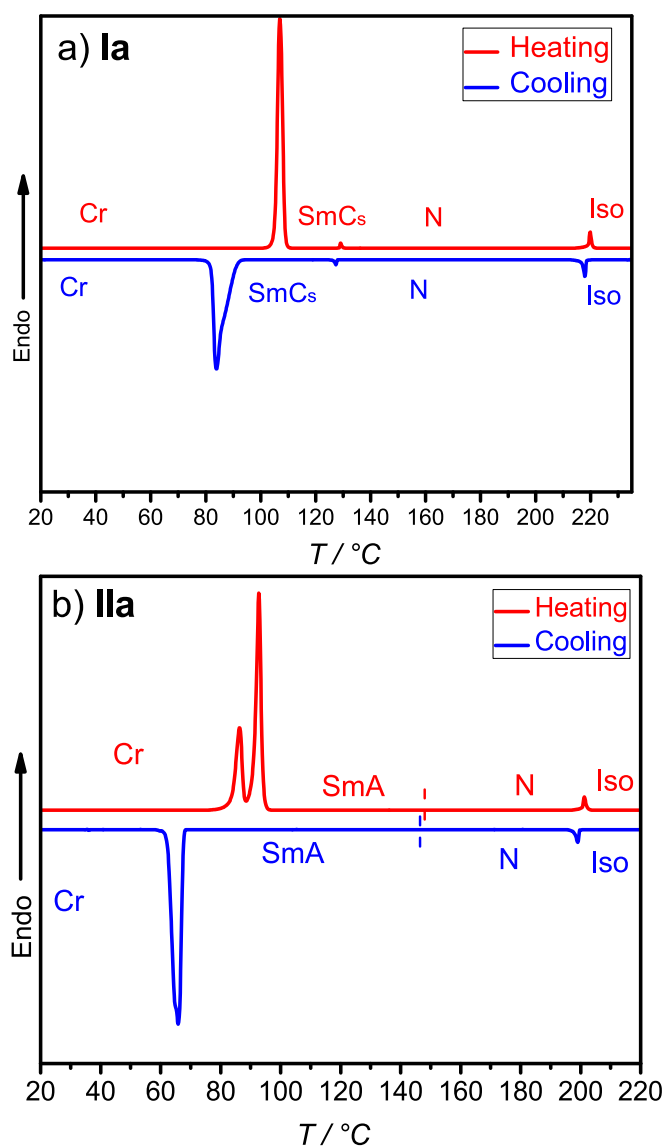 a) Ia
Heating
Cooling
Cr SmCs N Iso
Cr SmCs N Iso
Endo
20 40 60 80 100 120 140 160 180 200 220
T / °C
b) IIa
Heating
Cooling
Cr SmA N Iso
Cr SmA N Iso
Endo
20 40 60 80 100 120 140 160 180 200 220
T / °C